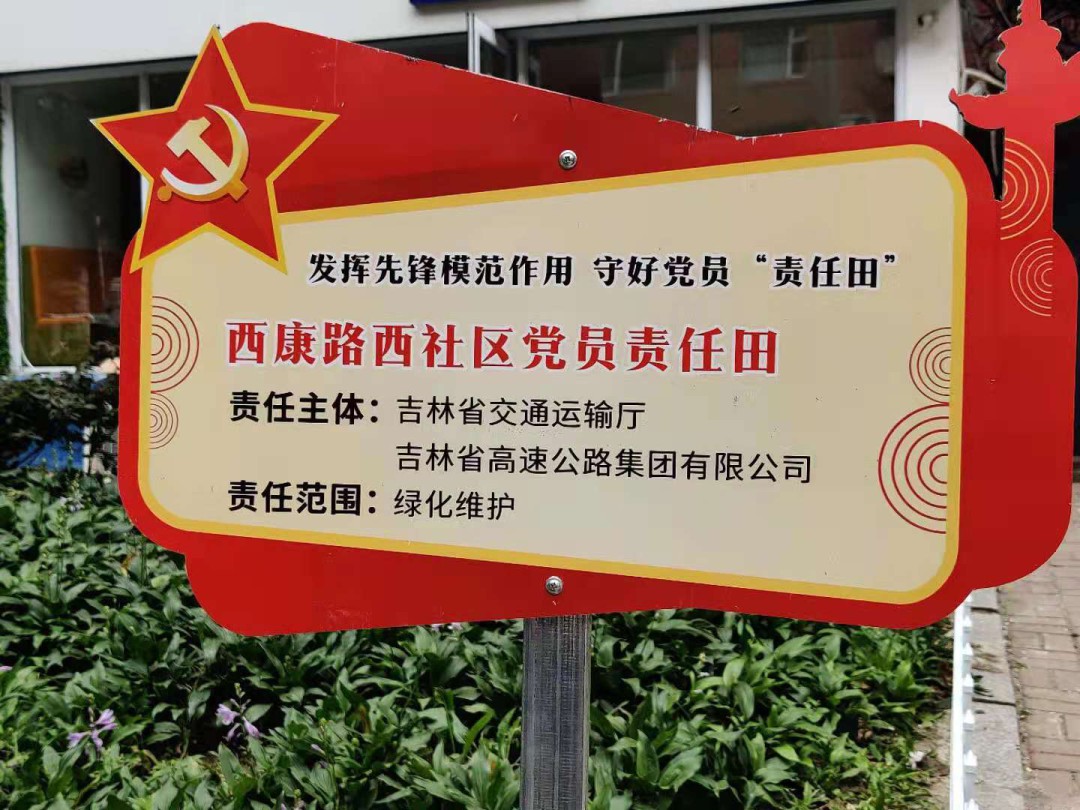 发挥先锋模范作用 守好党员“责任田”
西康路西社区党员责任田
责任主体：吉林省交通运输厅
吉林省高速公路集团有限公司
责任范围：绿化维护